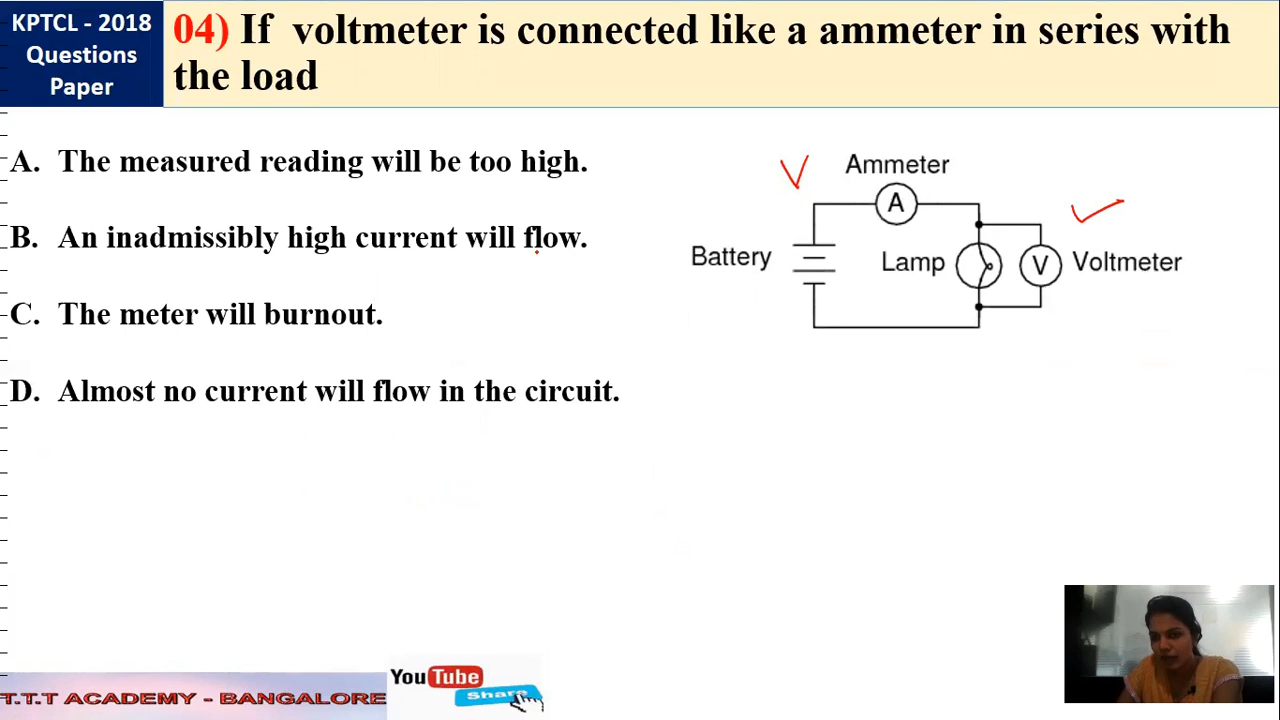 KPTCL - 2018
Questions
Paper
04) If  voltmeter is connected like a ammeter in series with
the load
A. The measured reading will be too high.
B. An inadmissibly high current will flow.
C. The meter will burnout.
D. Almost no current will flow in the circuit.
V
Ammeter
A
Battery
Lamp
V
Voltmeter
T.T.T ACADEMY - BANGALORE
YouTube
Share